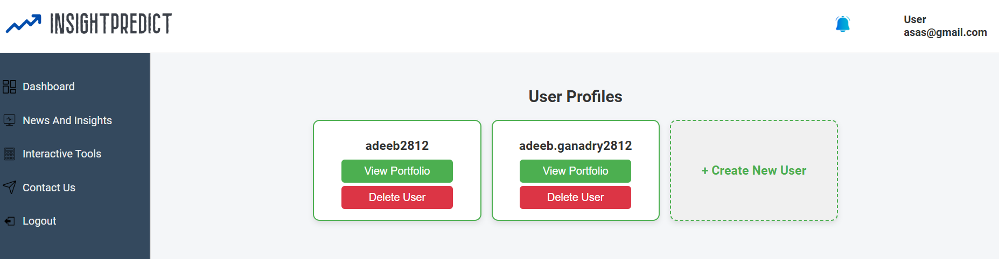 INSIGHTPREDICT
User
asas@gmail.com
Dashboard
News And Insights
Interactive Tools
Contact Us
Logout
User Profiles
adeeb2812
View Portfolio
Delete User
adeeb.ganadry2812
View Portfolio
Delete User
+ Create New User